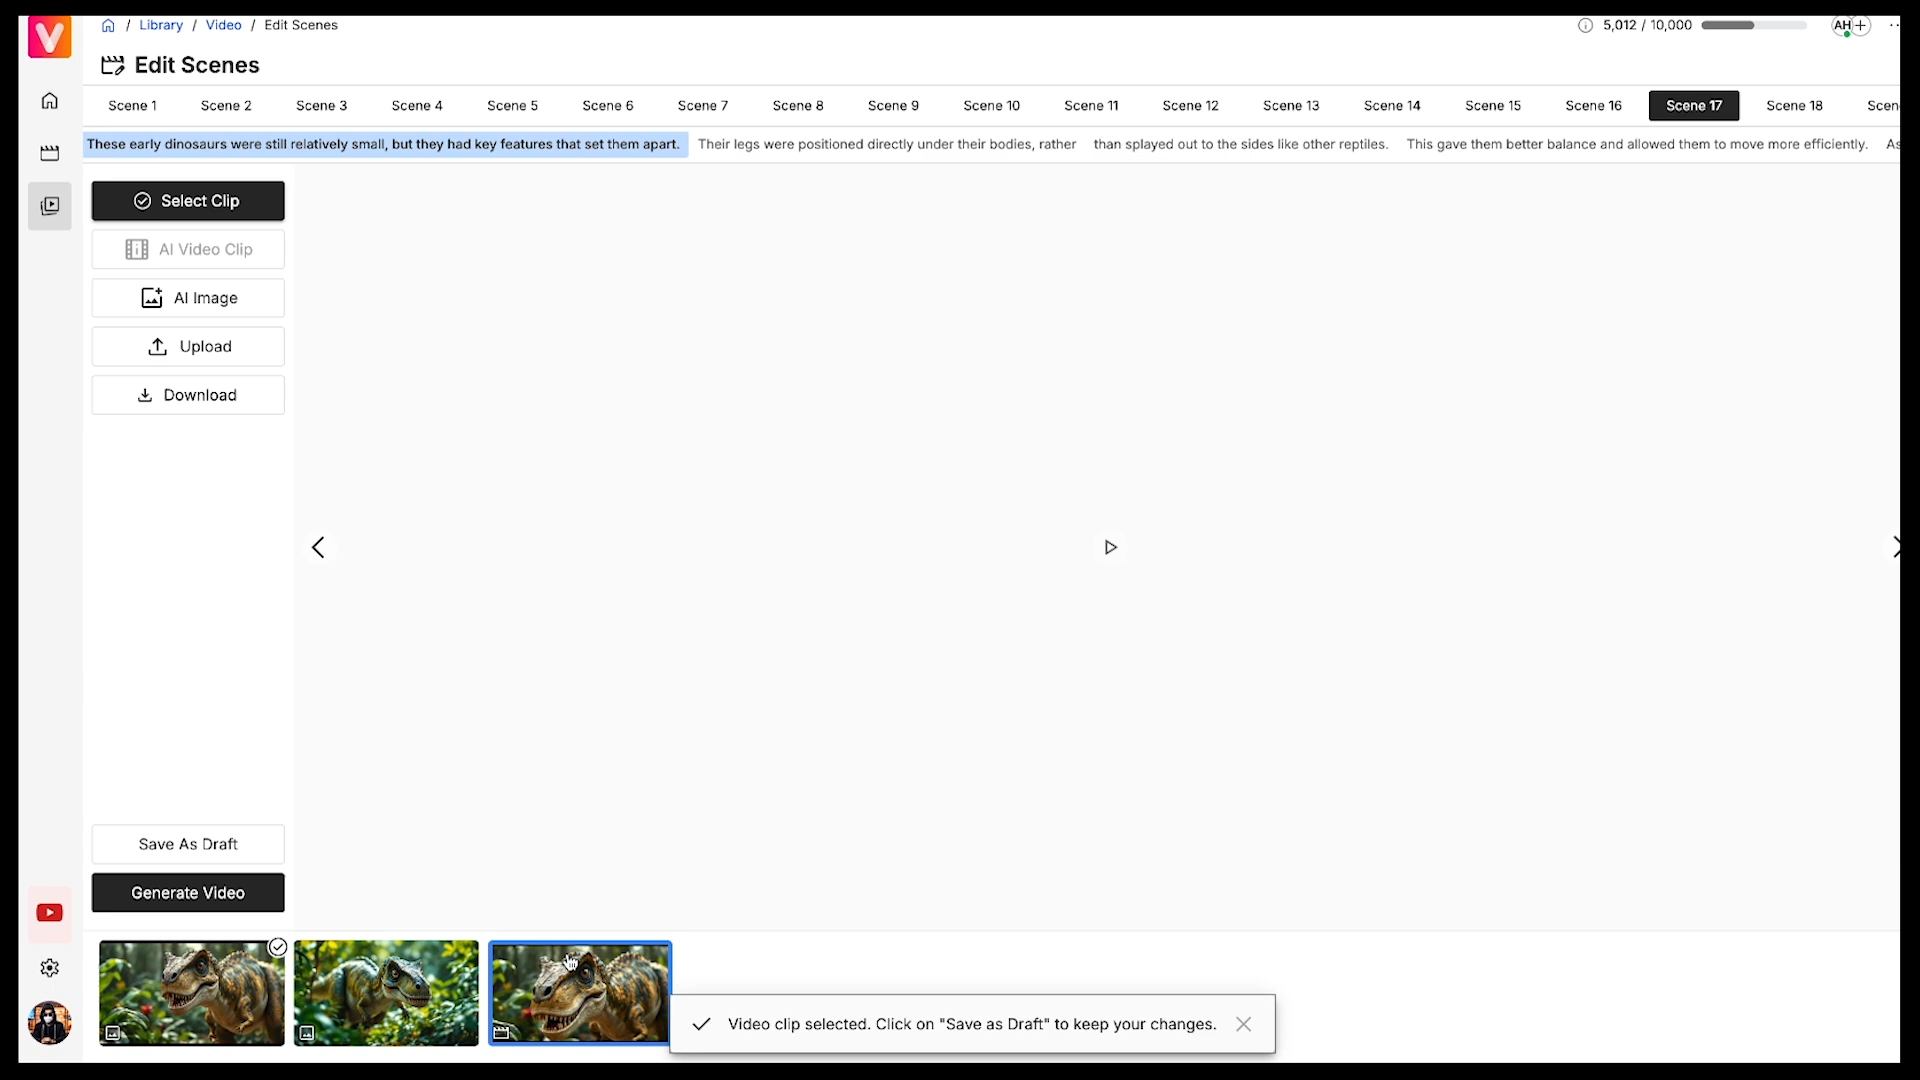 V
/ Library / Video / Edit Scenes
5,012 / 10,000
AH
Edit Scenes
Scene 1 Scene 2 Scene 3 Scene 4 Scene 5 Scene 6 Scene 7 Scene 8 Scene 9 Scene 10 Scene 11 Scene 12 Scene 13 Scene 14 Scene 15 Scene 16 Scene 17 Scene 18 Scen
These early dinosaurs were still relatively small, but they had key features that set them apart. Their legs were positioned directly under their bodies, rather than splayed out to the sides like other reptiles. This gave them better balance and allowed them to move more efficiently. As
Select Clip
AI Video Clip
AI Image
Upload
Download
Save As Draft
Generate Video
Video clip selected. Click on "Save as Draft" to keep your changes.